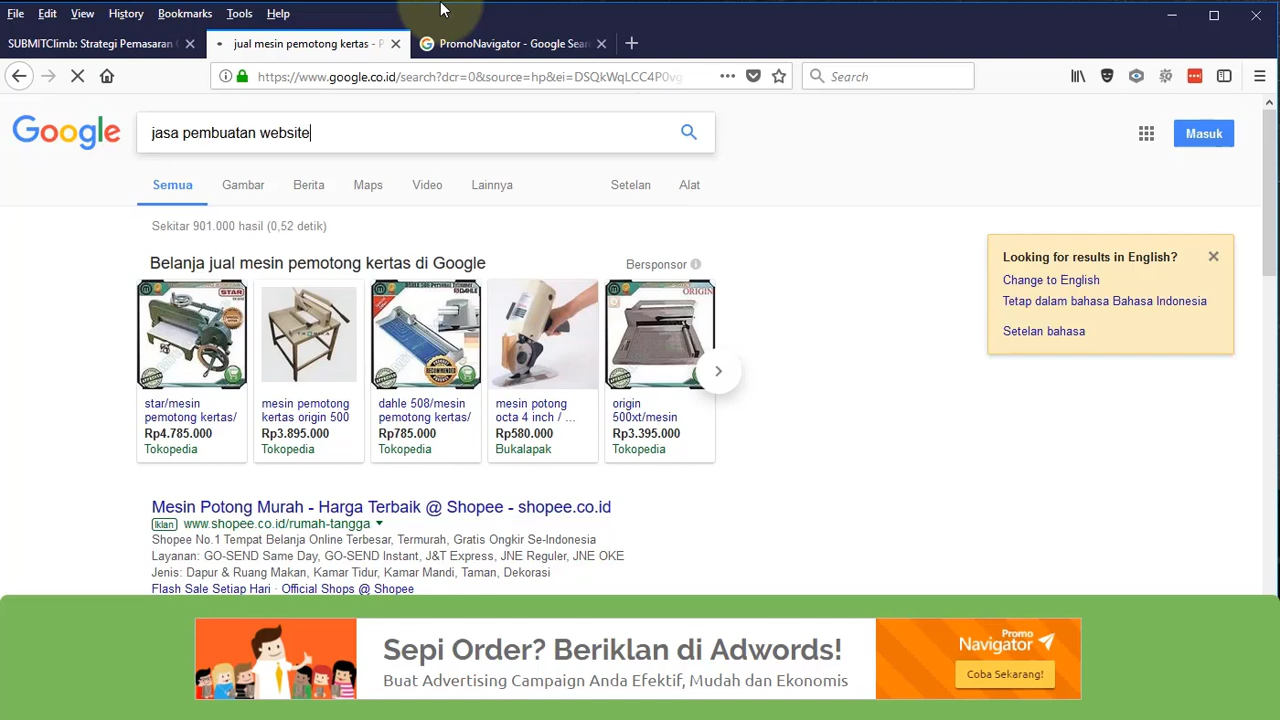 File Edit View History Bookmarks Tools Help
SUBMITClimb: Strategi Pemasaran
jual mesin pemotong kertas - P
PromoNavigator - Google Sear
https://www.google.co.id/search?dcr=0&source=hp&ei=DSQkWqLCC4P0vg
Search
Google
jasa pembuatan website
Masuk
Semua Gambar Berita Maps Video Lainnya Setelan Alat
Sekitar 901.000 hasil (0,52 detik)
Looking for results in English?
Change to English
Tetap dalam bahasa Bahasa Indonesia
Setelan bahasa
Belanja jual mesin pemotong kertas di Google
Bersponsor
STAR
DAHLE 508 Personal Trimmer
DAHLE
RECOMMENDED
ORIGIN
star/mesin
pemotong kertas/
Rp4.785.000
Tokopedia
mesin pemotong
kertas origin 500
Rp3.895.000
Tokopedia
dahle 508/mesin
pemotong kertas/
Rp785.000
Tokopedia
mesin potong
octa 4 inch / ...
Rp580.000
Bukalapak
origin
500xt/mesin
Rp3.395.000
Tokopedia
Mesin Potong Murah - Harga Terbaik @ Shopee - shopee.co.id
Iklan www.shopee.co.id/rumah-tangga
Shopee No.1 Tempat Belanja Online Terbesar, Termurah, Gratis Ongkir Se-Indonesia
Layanan: GO-SEND Same Day, GO-SEND Instant, J&T Express, JNE Reguler, JNE OKE
Jenis: Dapur & Ruang Makan, Kamar Tidur, Kamar Mandi, Taman, Dekorasi
Flash Sale Setiap Hari · Official Shops @ Shopee
Sepi Order? Beriklan di Adwords!
Buat Advertising Campaign Anda Efektif, Mudah dan Ekonomis
Promo
Navigator
Coba Sekarang!